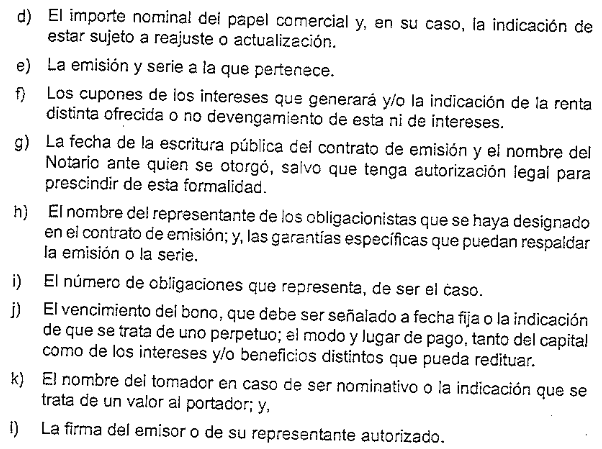 d) El importe nominal del papel comercial y, en su caso, la indicación de
estar sujeto a reajuste o actualización.
e) La emisión y serie a la que pertenece.
f) Los cupones de los intereses que generará y/o la indicación de la renta
distinta ofrecida o no devengamiento de esta ni de intereses.
g) La fecha de la escritura pública del contrato de emisión y el nombre del
Notario ante quien se otorgó, salvo que tenga autorización legal para
prescindir de esta formalidad.
h) El nombre del representante de los obligacionistas que se haya designado
en el contrato de emisión; y, las garantías específicas que puedan respaldar
la emisión o la serie.
i) El número de obligaciones que representa, de ser el caso.
j) El vencimiento del bono, que debe ser señalado a fecha fija o la indicación
de que se trata de uno perpetuo; el modo y lugar de pago, tanto del capital
como de los intereses y/o beneficios distintos que pueda redituar.
k) El nombre del tomador en caso de ser nominativo o la indicación que se
trata de un valor al portador; y,
l) La firma del emisor o de su representante autorizado.